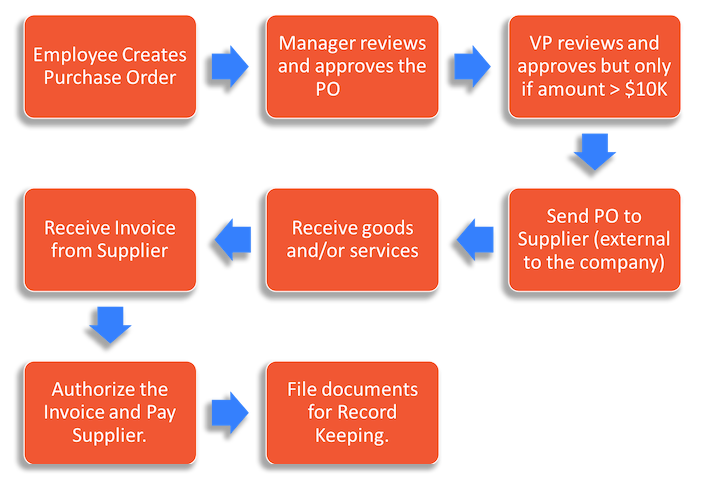 Employee Creates
Purchase Order
Manager reviews
and approves the
PO
VP reviews and
approves but only
if amount > $10K
Send PO to
Supplier (external
to the company)
Receive goods
and/or services
Receive Invoice
from Supplier
Authorize the
Invoice and Pay
Supplier.
File documents
for Record
Keeping.